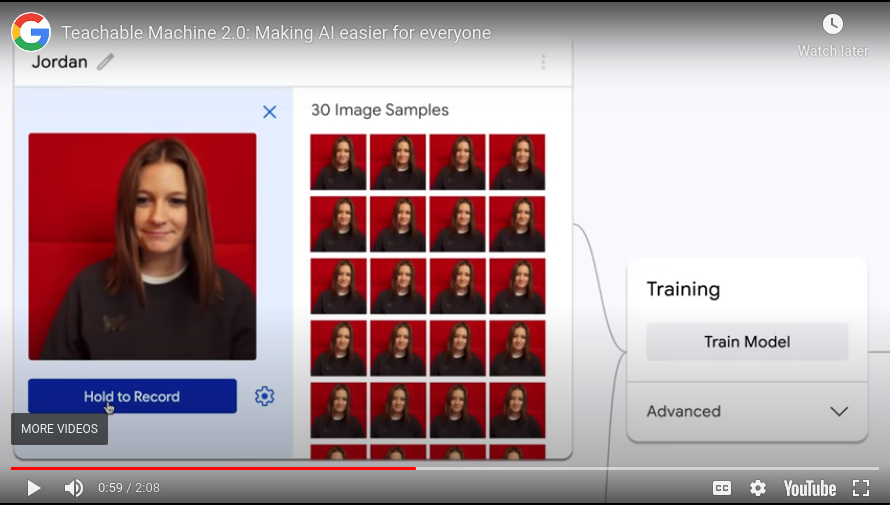 Teachable Machine 2.0: Making AI easier for everyone
Watch later
Jordan
30 Image Samples
Hold to Record
Training
Train Model
Advanced
MORE VIDEOS
0:59 / 2:08
CC
YouTube